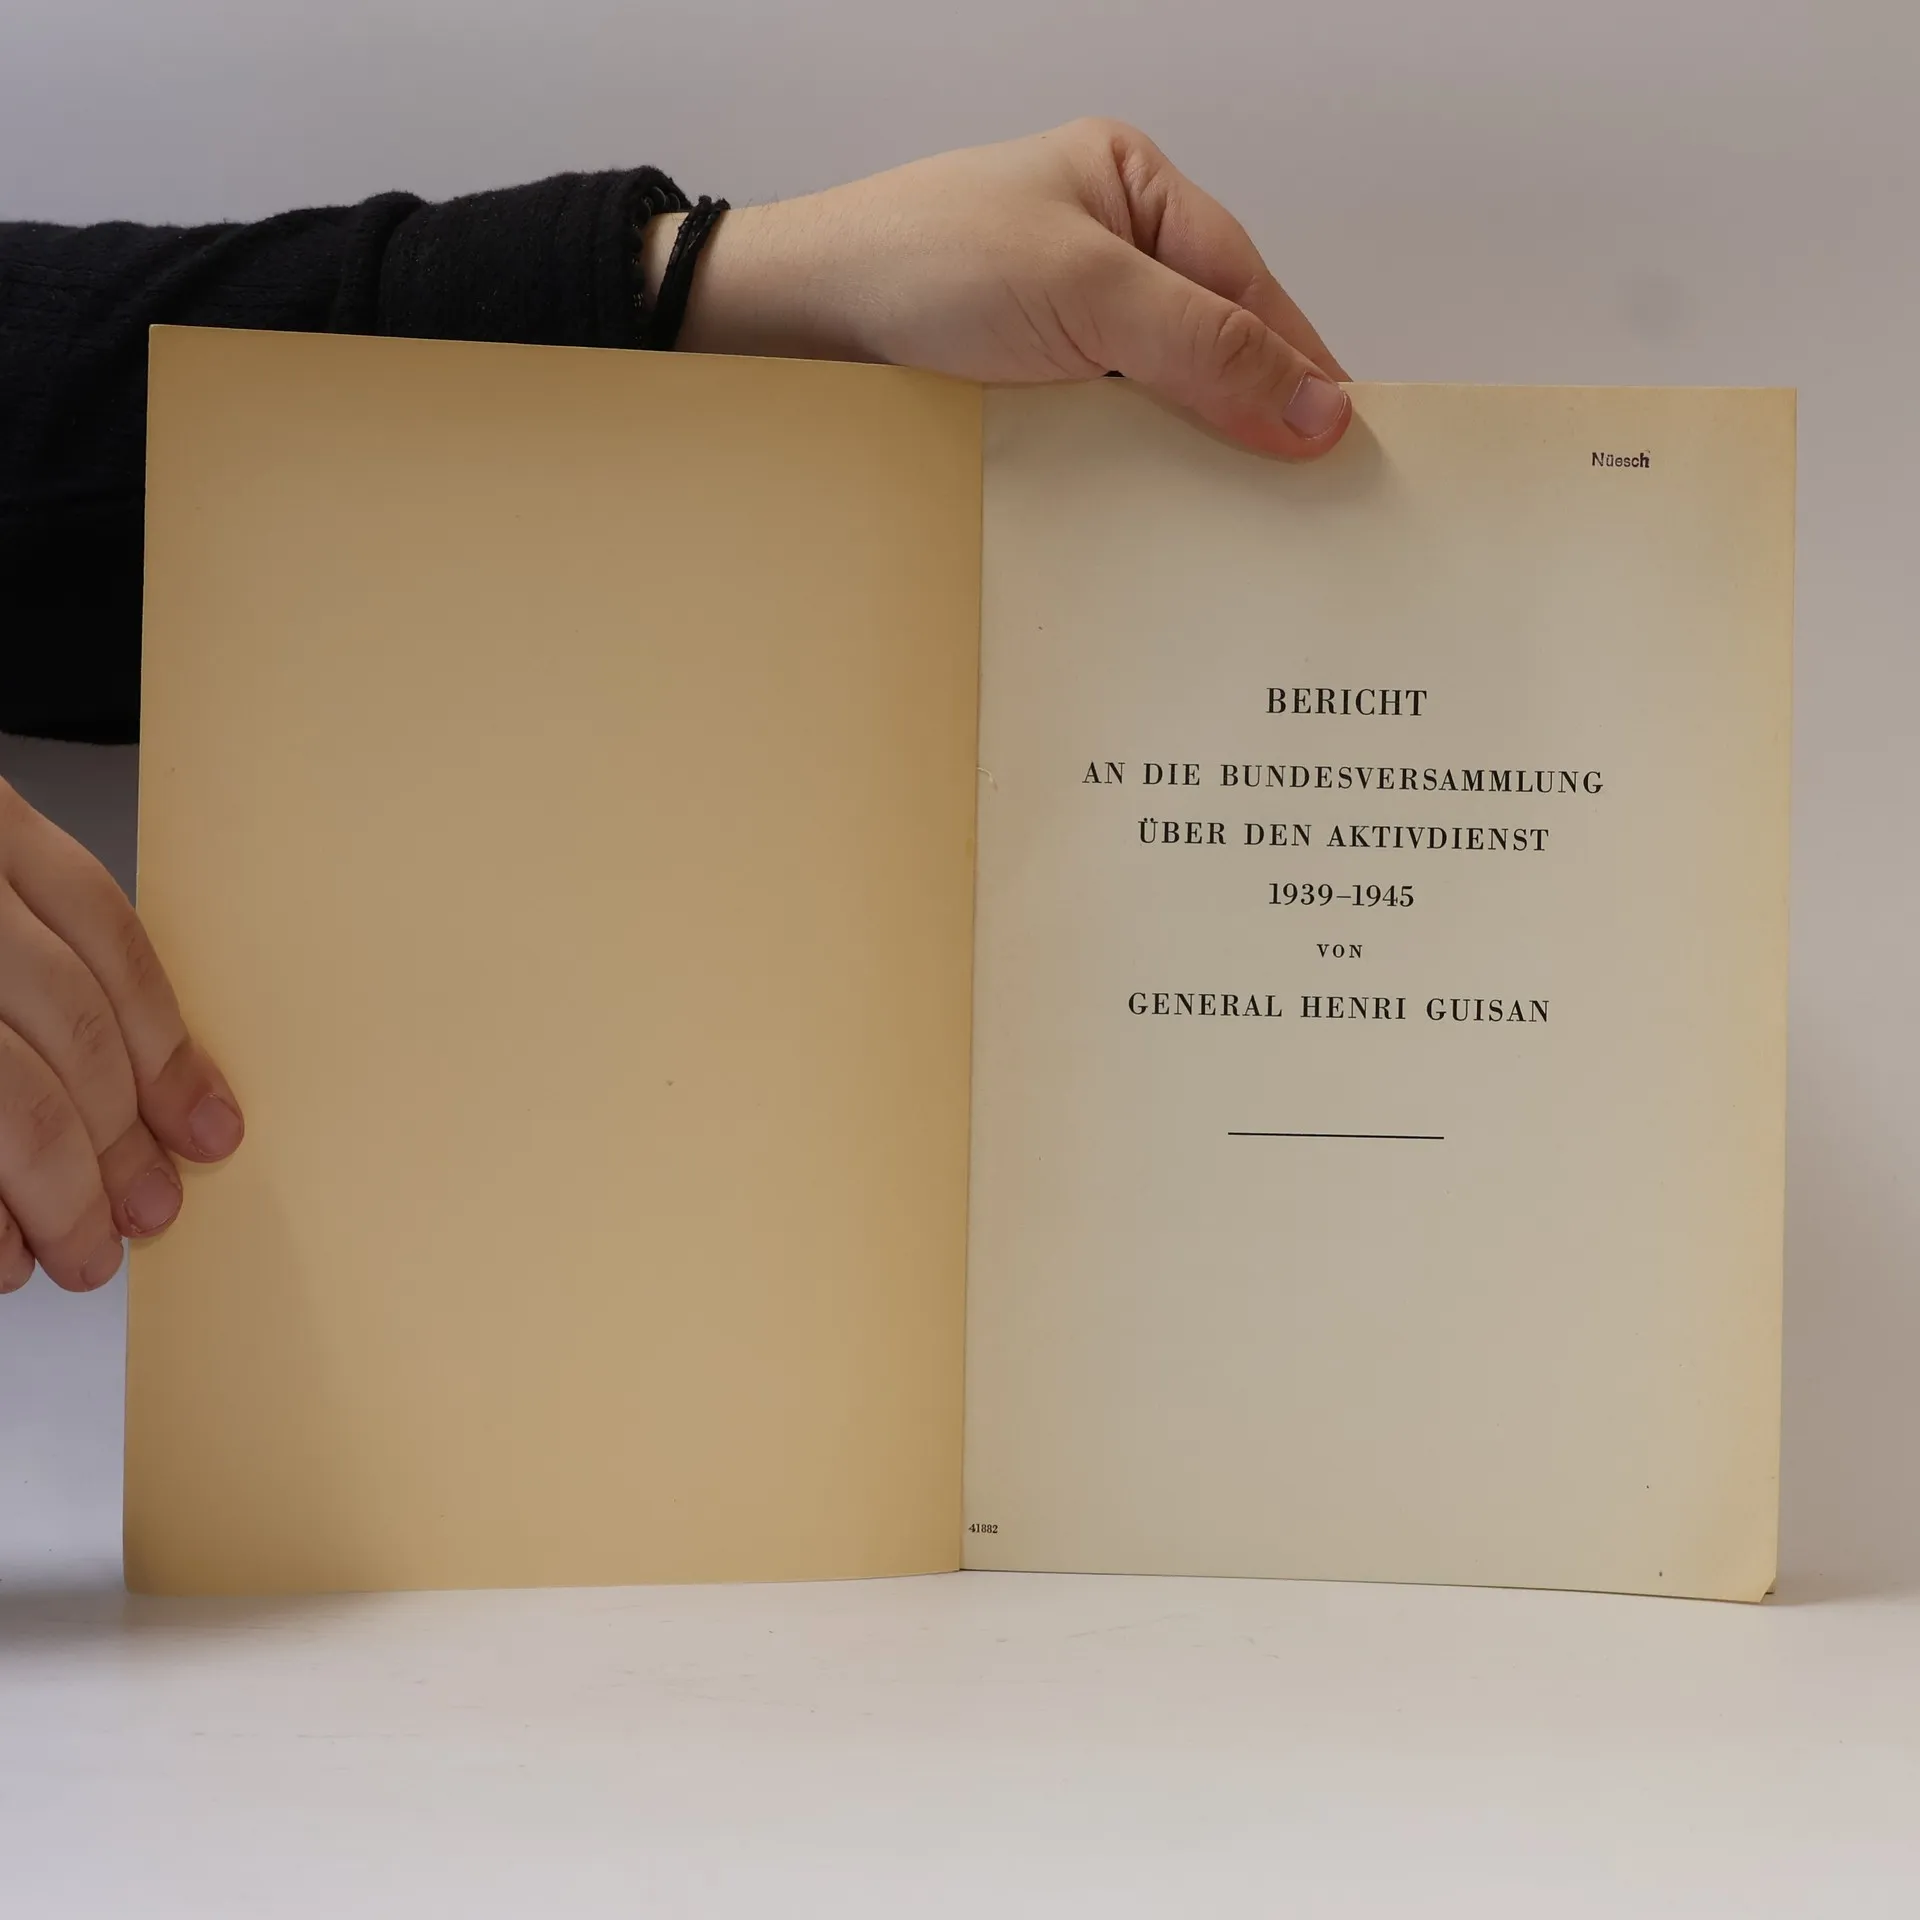 Nüesch
BERICHT
AN DIE BUNDESVERSAMMLUNG
ÜBER DEN AKTIVDIENST
1939–1945
VON
GENERAL HENRI GUISAN
41882